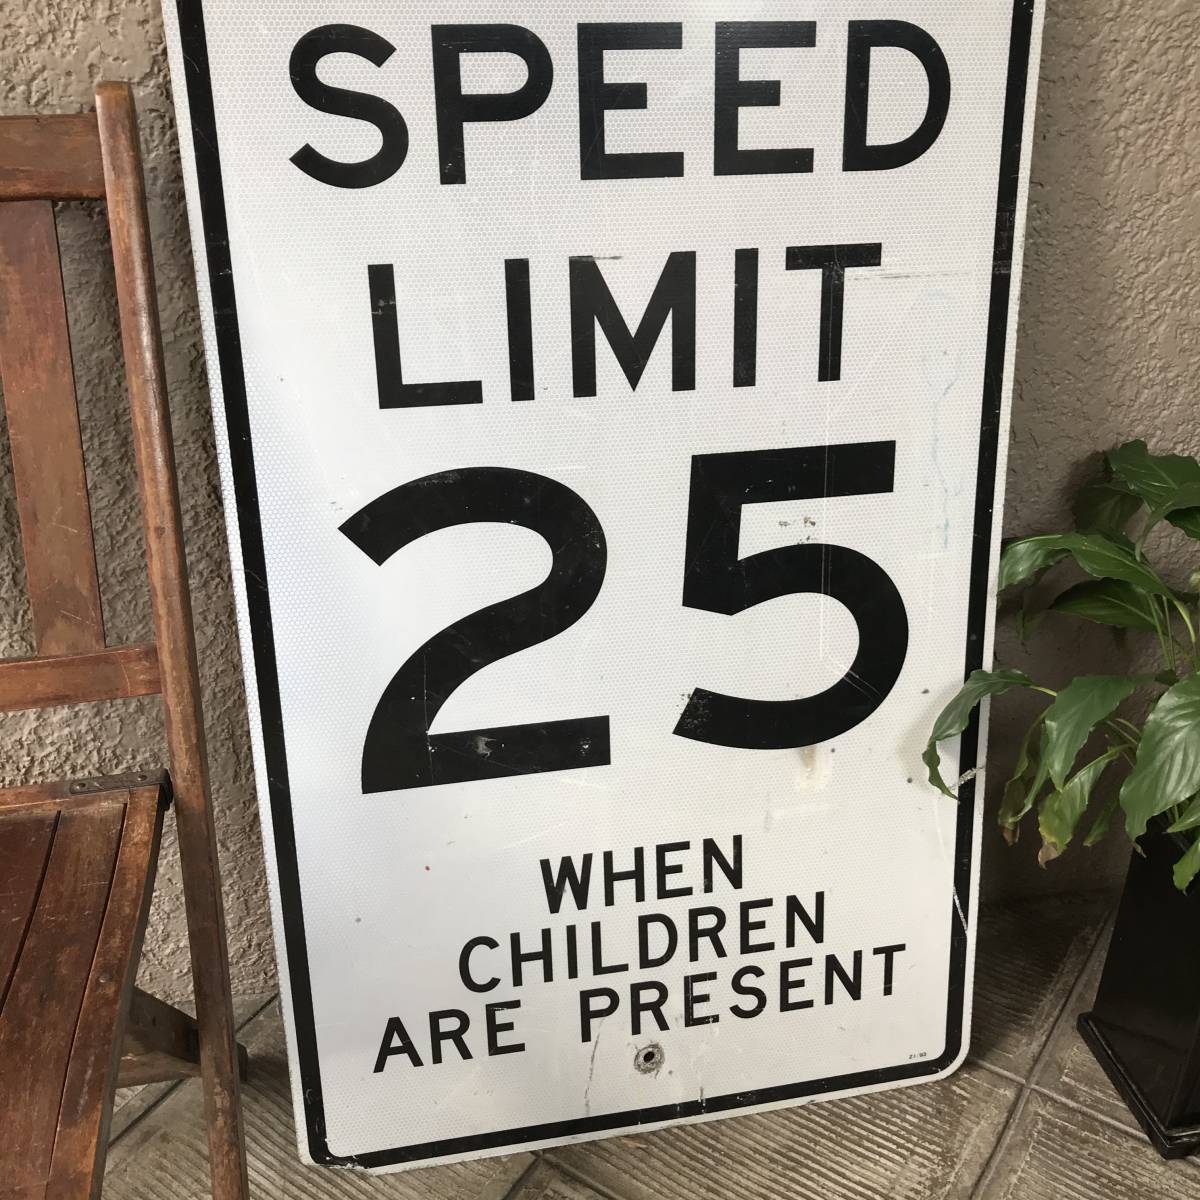 SPEED
LIMIT
25
WHEN
CHILDREN
ARE PRESENT